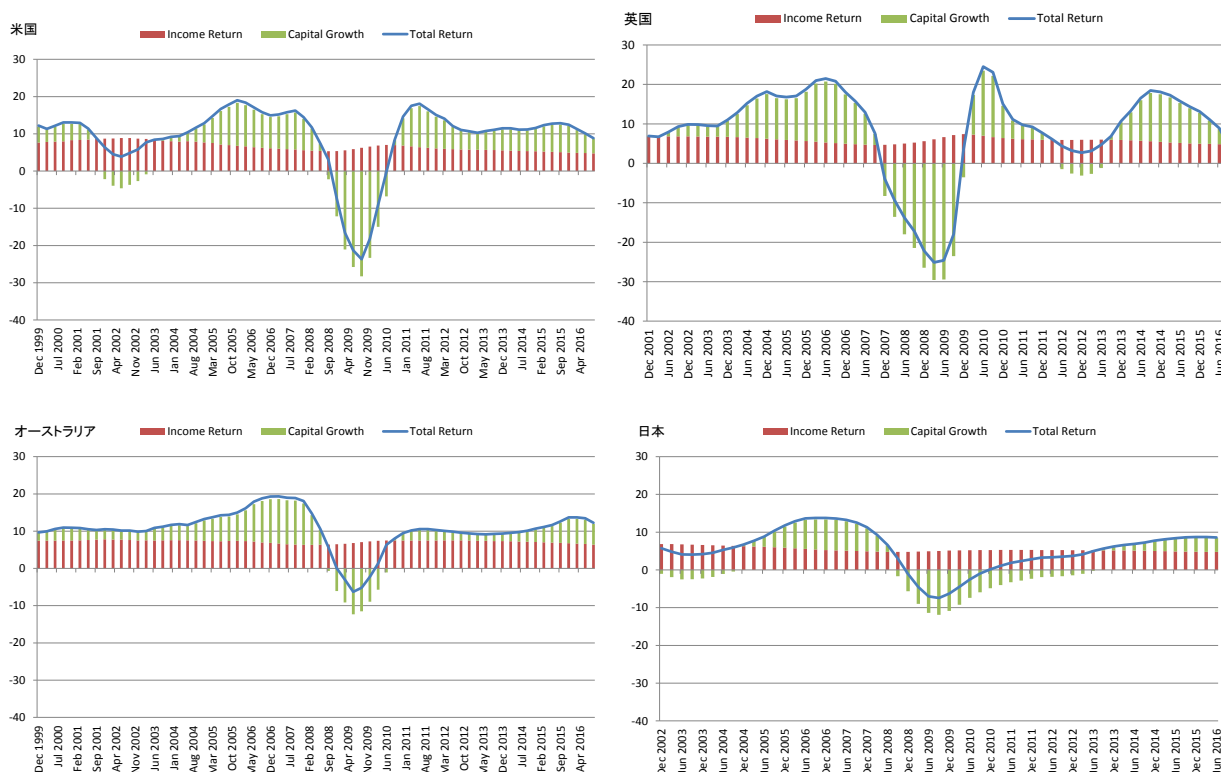 米国
Income Return Capital Growth Total Return
30
20
10
0
-10
-20
-30
-40
Dec 1999
Jul 2000
Feb 2001
Sep 2001
Apr 2002
Nov 2002
Jun 2003
Jan 2004
Aug 2004
Mar 2005
Oct 2005
May 2006
Dec 2006
Jul 2007
Feb 2008
Sep 2008
Apr 2009
Nov 2009
Jun 2010
Jan 2011
Aug 2011
Mar 2012
Oct 2012
May 2013
Dec 2013
Jul 2014
Feb 2015
Sep 2015
Apr 2016
英国
Income Return Capital Growth Total Return
30
20
10
0
-10
-20
-30
-40
Dec 2001
Jun 2002
Dec 2002
Jun 2003
Dec 2003
Jun 2004
Dec 2004
Jun 2005
Dec 2005
Jun 2006
Dec 2006
Jun 2007
Dec 2007
Jun 2008
Dec 2008
Jun 2009
Dec 2009
Jun 2010
Dec 2010
Jun 2011
Dec 2011
Jun 2012
Dec 2012
Jun 2013
Dec 2013
Jun 2014
Dec 2014
Jun 2015
Dec 2015
Jun 2016
オーストラリア
Income Return Capital Growth Total Return
30
20
10
0
-10
-20
-30
-40
Dec 1999
Jul 2000
Feb 2001
Sep 2001
Apr 2002
Nov 2002
Jun 2003
Jan 2004
Aug 2004
Mar 2005
Oct 2005
May 2006
Dec 2006
Jul 2007
Feb 2008
Sep 2008
Apr 2009
Nov 2009
Jun 2010
Jan 2011
Aug 2011
Mar 2012
Oct 2012
May 2013
Dec 2013
Jul 2014
Feb 2015
Sep 2015
Apr 2016
日本
Income Return Capital Growth Total Return
30
20
10
0
-10
-20
-30
-40
Dec 2002
Jun 2003
Dec 2003
Jun 2004
Dec 2004
Jun 2005
Dec 2005
Jun 2006
Dec 2006
Jun 2007
Dec 2007
Jun 2008
Dec 2008
Jun 2009
Dec 2009
Jun 2010
Dec 2010
Jun 2011
Dec 2011
Jun 2012
Dec 2012
Jun 2013
Dec 2013
Jun 2014
Dec 2014
Jun 2015
Dec 2015
Jun 2016